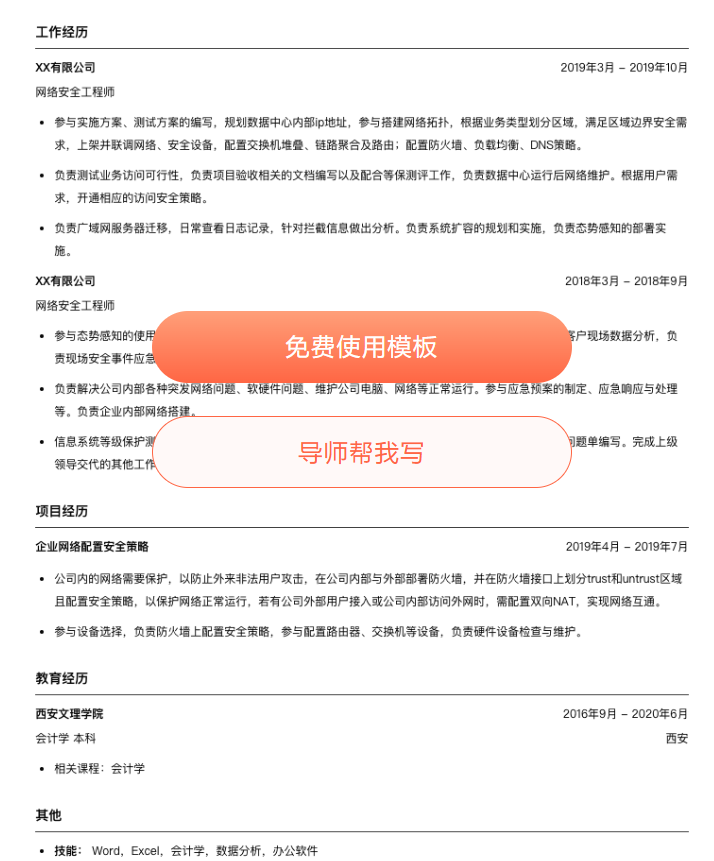 工作经历
XX有限公司 2019年3月 – 2019年10月
网络安全工程师
• 参与实施方案、测试方案的编写，规划数据中心内部ip地址，参与搭建网络拓扑，根据业务类型划分区域，满足区域边界安全需
求，上架并联调网络、安全设备，配置交换机堆叠、链路聚合及路由；配置防火墙、负载均衡、DNS策略。
• 负责测试业务访问可行性，负责项目验收相关的文档编写以及配合等保测评工作，负责数据中心运行后网络维护。根据用户需
求，开通相应的访问安全策略。
• 负责广域网服务器迁移，日常查看日志记录，针对拦截信息做出分析。负责系统扩容的规划和实施，负责态势感知的部署实
施。
XX有限公司 2018年3月 – 2018年9月
网络安全工程师
• 参与态势感知的使用 客户现场数据分析，负
免费使用模板
责现场安全事件应急
• 负责解决公司内部各种突发网络问题、软硬件问题、维护公司电脑、网络等正常运行。参与应急预案的制定、应急响应与处理
等。负责企业内部网络搭建。
• 信息系统等级保护测 问题单编写。完成上级
导师帮我写
领导交代的其他工作
项目经历
企业网络配置安全策略 2019年4月 – 2019年7月
• 公司内的网络需要保护，以防止外来非法用户攻击，在公司内部与外部部署防火墙，并在防火墙接口上划分trust和untrust区域
且配置安全策略，以保护网络正常运行，若有公司外部用户接入或公司内部访问外网时，需配置双向NAT，实现网络互通。
• 参与设备选择，负责防火墙上配置安全策略，参与配置路由器、交换机等设备，负责硬件设备检查与维护。
教育经历
西安文理学院 2016年9月 – 2020年6月
会计学 本科 西安
• 相关课程：会计学
其他
• 技能： Word，Excel，会计学，数据分析，办公软件